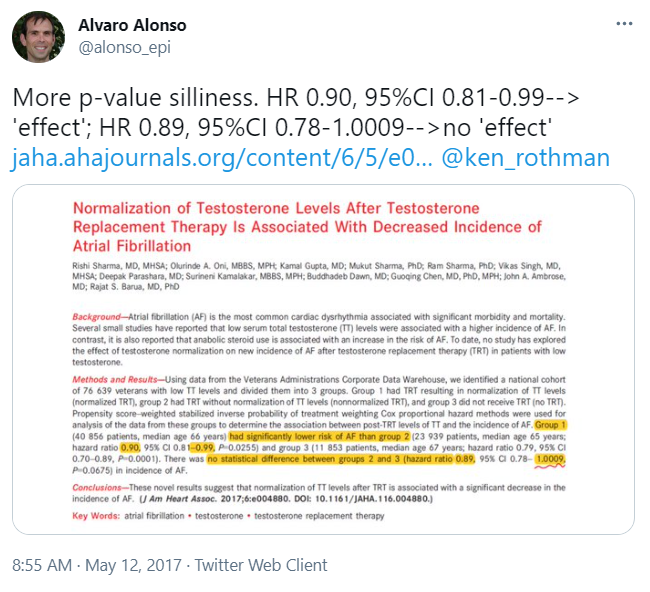 Alvaro Alonso
@alonso_epi
More p-value silliness. HR 0.90, 95%CI 0.81-0.99-->
'effect'; HR 0.89, 95%CI 0.78-1.0009-->no 'effect'
jaha.ahajournals.org/content/6/5/e0... @ken_rothman
Normalization of Testosterone Levels After Testosterone
Replacement Therapy Is Associated With Decreased Incidence of
Atrial Fibrillation
Rishi Sharma, MD, MHSA; Olurinde A. Oni, MBBS, MPH; Kamal Gupta, MD; Mukut Sharma, PhD; Ram Sharma, PhD; Vikas Singh, MD,
MHSA; Deepak Parashara, MD; Surineni Kamalakar, MBBS, MPH; Buddhadeb Dawn, MD; Guoqing Chen, MD, PhD, MPH; John A. Ambrose,
MD; Rajat S. Barua, MD, PhD
Background—Atrial fibrillation (AF) is the most common cardiac dysrhythmia associated with significant morbidity and mortality.
Several small studies have reported that low serum total testosterone (TT) levels were associated with a higher incidence of AF. In
contrast, it is also reported that anabolic steroid use is associated with an increase in the risk of AF. To date, no study has explored
the effect of testosterone normalization on new incidence of AF after testosterone replacement therapy (TRT) in patients with low
testosterone.
Methods and Results—Using data from the Veterans Administrations Corporate Data Warehouse, we identified a national cohort
of 76 639 veterans with low TT levels and divided them into 3 groups. Group 1 had TRT resulting in normalization of TT levels
(normalized TRT), group 2 had TRT without normalization of TT levels (nonnormalized TRT), and group 3 did not receive TRT (no TRT).
Propensity score–weighted stabilized inverse probability of treatment weighting Cox proportional hazard methods were used for
analysis of the data from these groups to determine the association between post-TRT levels of TT and the incidence of AF. Group 1
(40 856 patients, median age 66 years) had significantly lower risk of AF than group 2 (23 939 patients, median age 65 years;
hazard ratio 0.90, 95% CI 0.81–0.99, P=0.0255) and group 3 (11 853 patients, median age 67 years; hazard ratio 0.79, 95% CI
0.70–0.89, P=0.0001). There was no statistical difference between groups 2 and 3 (hazard ratio 0.89, 95% CI 0.78– 1.0009,
P=0.0675) in incidence of AF.
Conclusions—These novel results suggest that normalization of TT levels after TRT is associated with a significant decrease in the
incidence of AF. (J Am Heart Assoc. 2017;6:e004880. DOI: 10.1161/JAHA.116.004880.)
Key Words: atrial fibrillation • testosterone • testosterone replacement therapy
8:55 AM · May 12, 2017 · Twitter Web Client